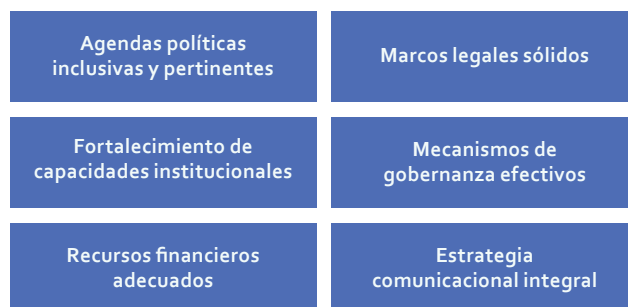 Agendas políticas
inclusivas y pertinentes
Marcos legales sólidos
Fortalecimiento de
capacidades institucionales
Mecanismos de
gobernanza efectivos
Recursos financieros
adecuados
Estrategia
comunicacional integral